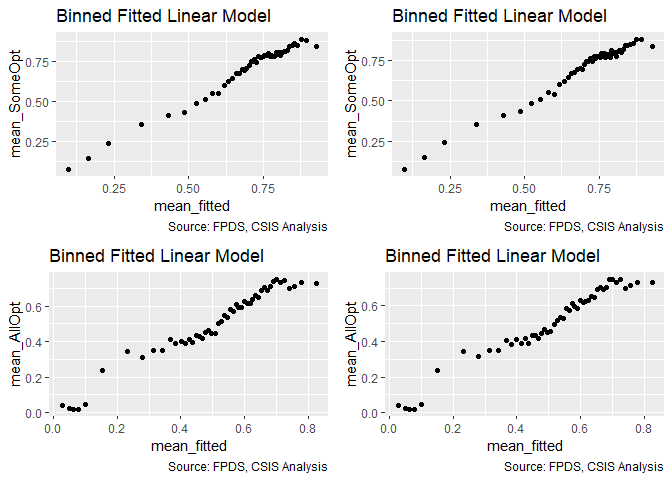 Binned Fitted Linear Model
mean_SomeOpt
0.75
0.50
0.25
0.25 0.50 0.75
mean_fitted
Source: FPDS, CSIS Analysis
Binned Fitted Linear Model
mean_SomeOpt
0.75
0.50
0.25
0.25 0.50 0.75
mean_fitted
Source: FPDS, CSIS Analysis
Binned Fitted Linear Model
mean_AllOpt
0.6
0.4
0.2
0.0
0.0 0.2 0.4 0.6 0.8
mean_fitted
Source: FPDS, CSIS Analysis
Binned Fitted Linear Model
mean_AllOpt
0.6
0.4
0.2
0.0
0.0 0.2 0.4 0.6 0.8
mean_fitted
Source: FPDS, CSIS Analysis